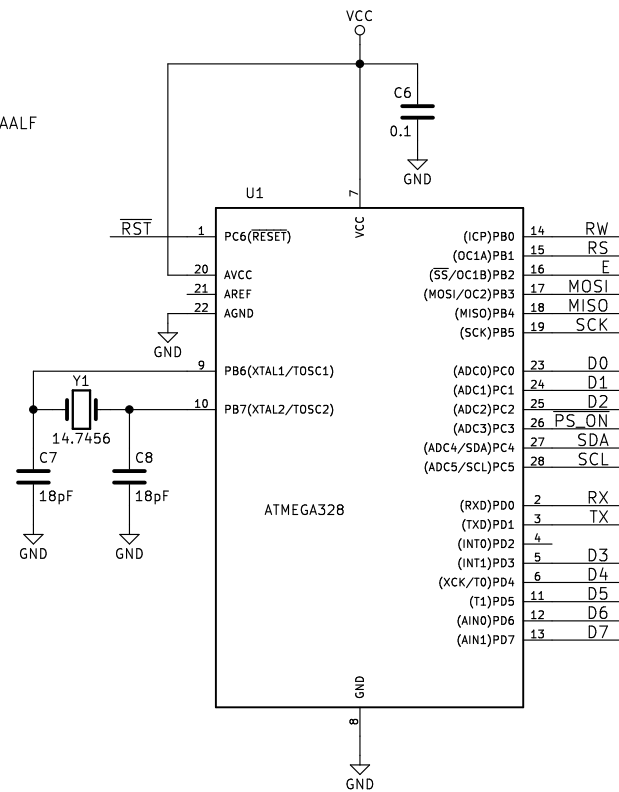 VCC
AALF
C6
0.1
GND
U1
7
VCC
RST 1 PC6(RESET)
20 AVCC
21 AREF
22 AGND
GND
9 PB6(XTAL1/TOSC1)
Y1
10 PB7(XTAL2/TOSC2)
14.7456
C7
18pF
GND
C8
18pF
GND
ATMEGA328
(ICP)PB0 14 RW
(OC1A)PB1 15 RS
(SS/OC1B)PB2 16 E
(MOSI/OC2)PB3 17 MOSI
(MISO)PB4 18 MISO
(SCK)PB5 19 SCK
(ADC0)PC0 23 D0
(ADC1)PC1 24 D1
(ADC2)PC2 25 D2
(ADC3)PC3 26 PS_ON
(ADC4/SDA)PC4 27 SDA
(ADC5/SCL)PC5 28 SCL
(RXD)PD0 2 RX
(TXD)PD1 3 TX
(INT0)PD2 4
(INT1)PD3 5 D3
(XCK/T0)PD4 6 D4
(T1)PD5 11 D5
(AIN0)PD6 12 D6
(AIN1)PD7 13 D7
GND
8
GND